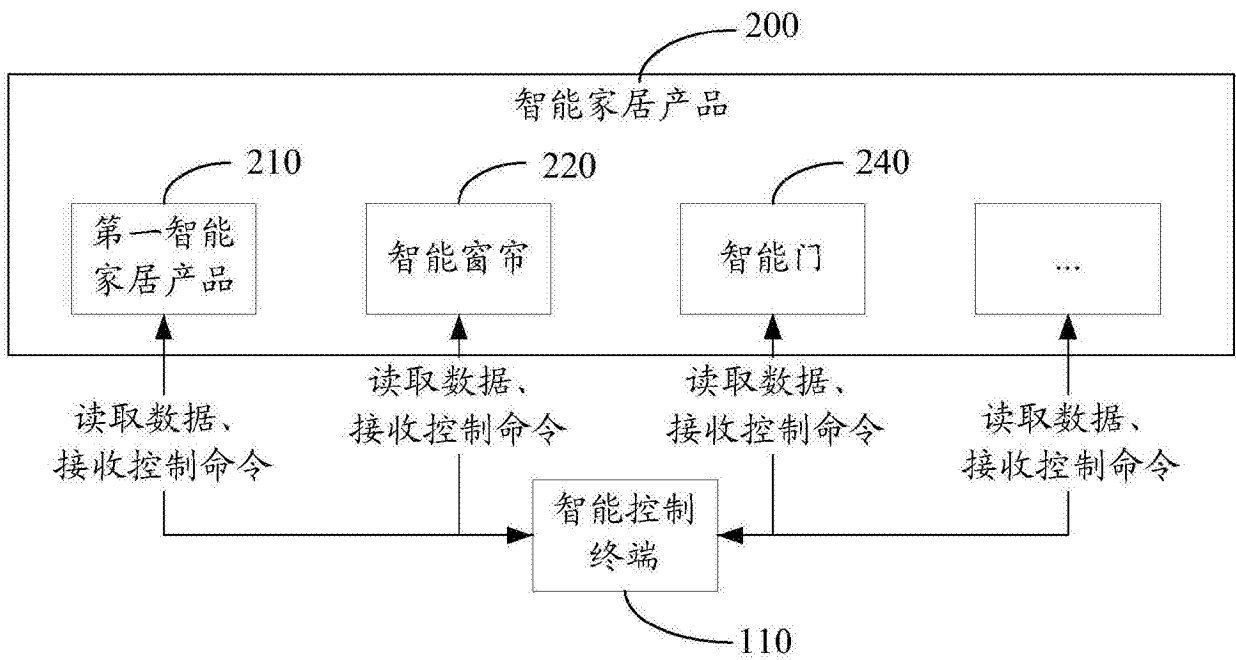 200
智能家居产品
210
220
240
第一智能
家居产品
智能窗帘
智能门
...
读取数据、
接收控制命令
读取数据、
接收控制命令
读取数据、
接收控制命令
读取数据、
接收控制命令
智能控制
终端
110